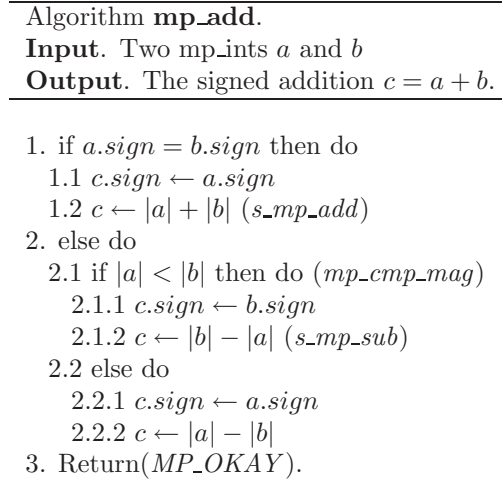 Algorithm mp_add.
Input. Two mp_ints a and b
Output. The signed addition c = a + b.
1. if a.sign = b.sign then do
1.1 c.sign ← a.sign
1.2 c ← |a| + |b| (s_mp_add)
2. else do
2.1 if |a| < |b| then do (mp_cmp_mag)
2.1.1 c.sign ← b.sign
2.1.2 c ← |b| − |a| (s_mp_sub)
2.2 else do
2.2.1 c.sign ← a.sign
2.2.2 c ← |a| − |b|
3. Return(MP_OKAY).